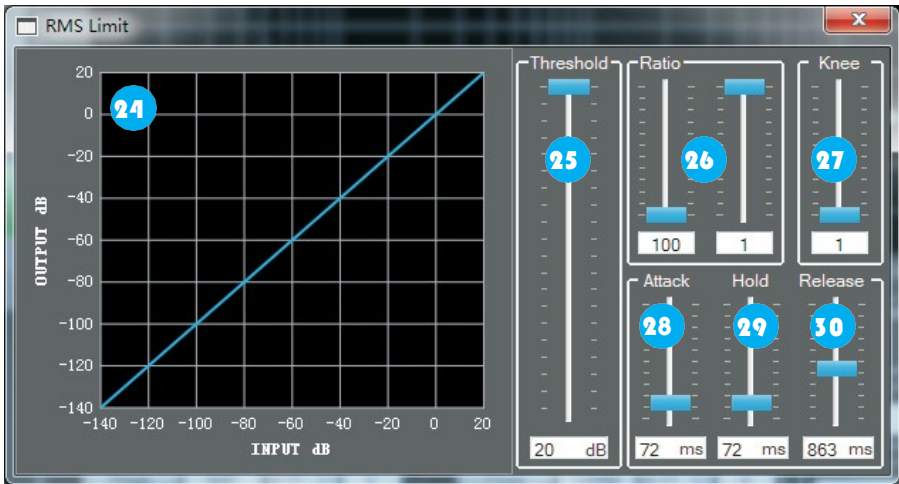 RMS Limit
x
OUTPUT dB
20
0
-20
-40
-60
-80
-100
-120
-140
-140 -120 -100 -80 -60 -40 -20 0 20
INPUT dB
24
Threshold
25
20 dB
Ratio
26
100 1
Knee
27
1
Attack Hold Release
28 29 30
72 ms 72 ms 863 ms